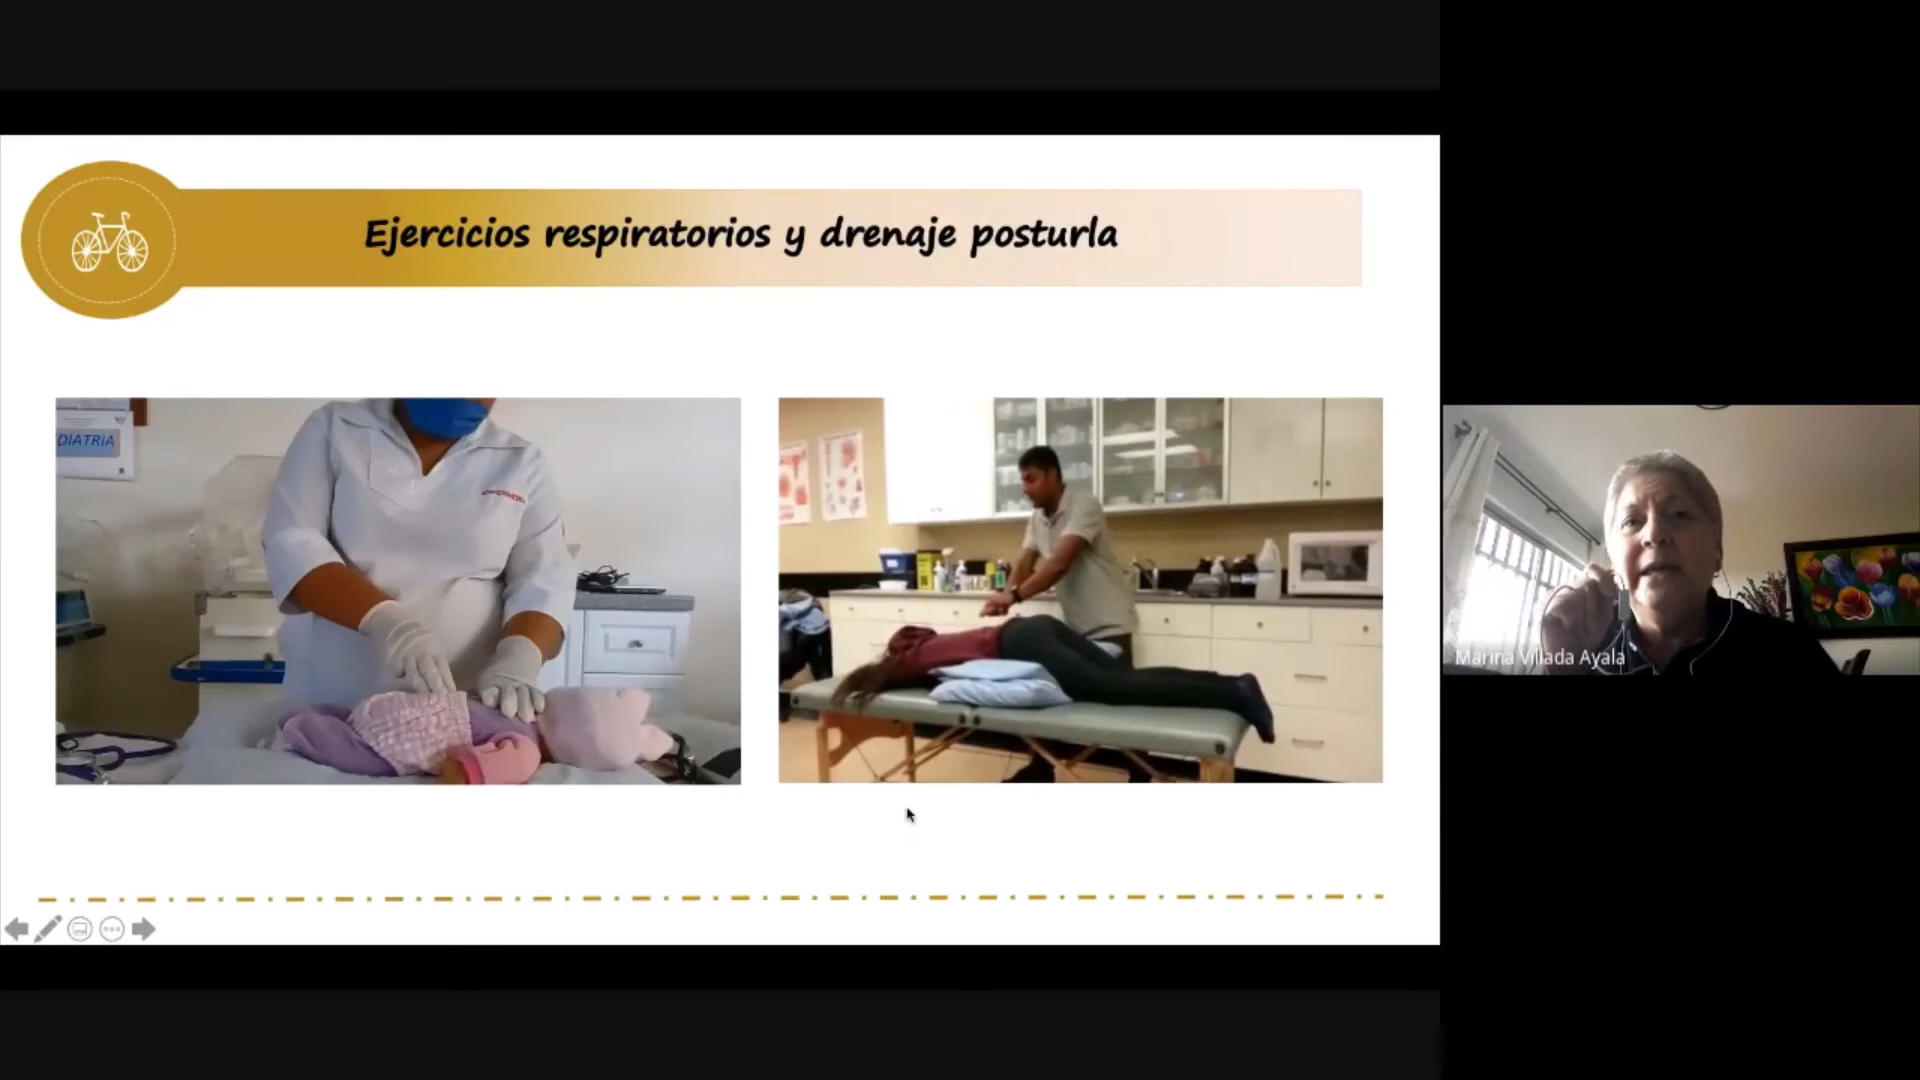 Ejercicios respiratorios y drenaje posturla
DIATRIA
Marina Villada Ayala